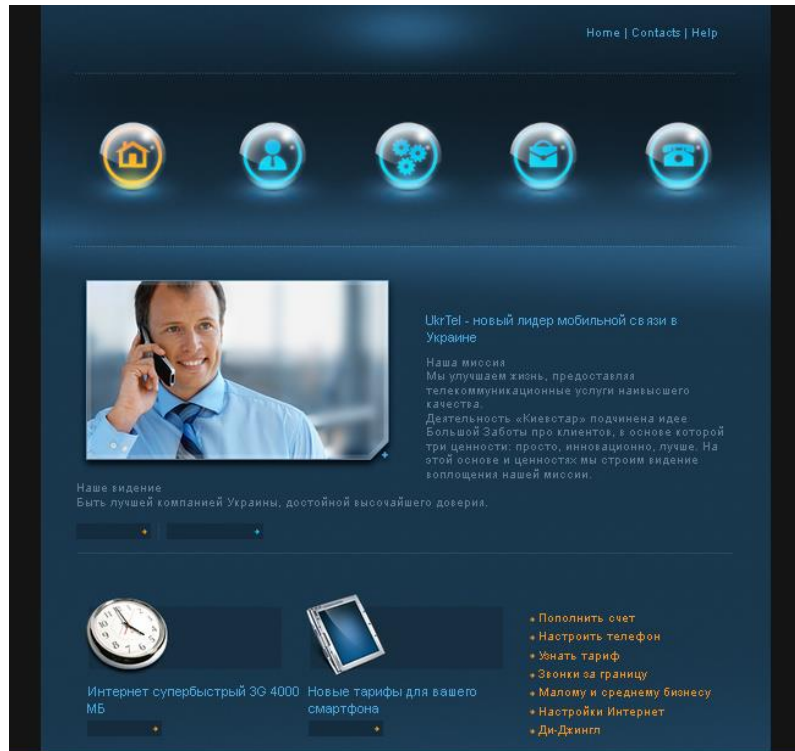 Home | Contacts | Help
UkrTel - новый лидер мобильной связи в
Украине
Наша миссия
Мы улучшаем жизнь, предоставляя
телекоммуникационные услуги наивысшего
качества.
Деятельность «Киевстар» подчинена идее
Большой Заботы про клиентов, в основе которой
три ценности: просто, инновационно, лучше. На
этой основе и ценностях мы строим видение
воплощения нашей миссии.
Наше видение
Быть лучшей компанией Украины, достойной высочайшего доверия.
Интернет супербыстрый 3G 4000
МБ
Новые тарифы для вашего
смартфона
Пополнить счет
Настроить телефон
Узнать тариф
Звонки за границу
Малому и среднему бизнесу
Настройки Интернет
Ди-Джингл